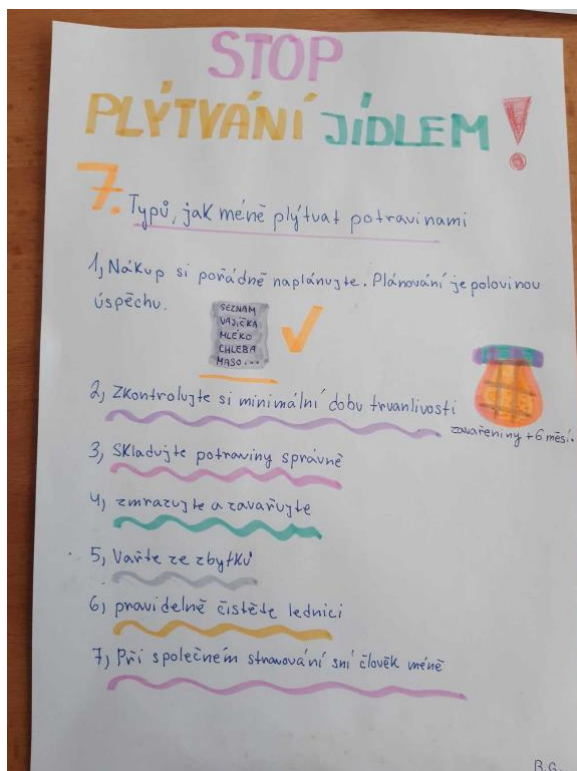 STOP
PLÝTVÁNÍ JÍDLEM !
7. Typů, jak méně plýtvat potravinami
1, Nákup si pořádně naplánujte. Plánování je polovinou
úspěchu.
SEZNAM
VAJÍČKA
MLÉKO
CHLEBA
MASO...
2, Zkontrolujte si minimální dobu trvanlivosti
zavařeniny +6 měsí.
3, Skladujte potraviny správně
4, zmrazujte a zavařujte
5, Vařte ze zbytků
6, pravidelně čistěte lednici
7, Při společném stravování sní člověk méně
B.G.